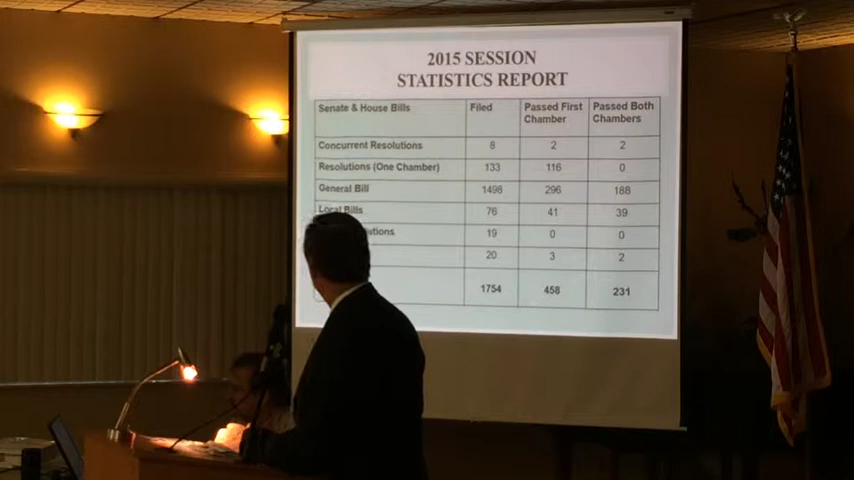 2015 SESSION
STATISTICS REPORT
Senate & House Bills Filed Passed First Chamber Passed Both Chambers
Concurrent Resolutions 8 2 2
Resolutions (One Chamber) 133 116 0
General Bill 1498 296 188
Local Bills 76 41 39
19 0 0
20 3 2
1754 458 231